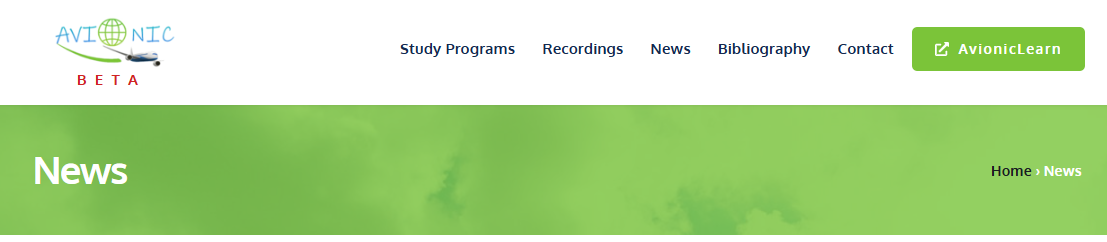 AVIONIC
BETA
Study Programs Recordings News Bibliography Contact AvionicLearn
News
Home › News